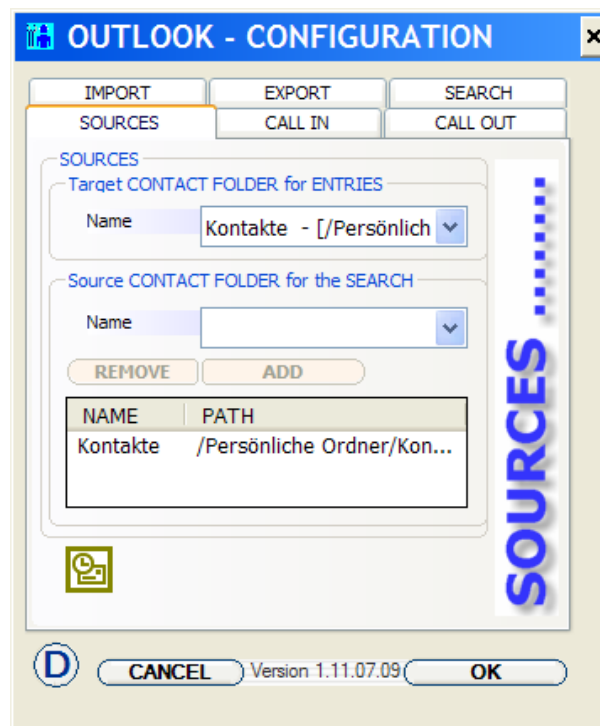 OUTLOOK - CONFIGURATION
IMPORT EXPORT SEARCH
SOURCES CALL IN CALL OUT
SOURCES
Target CONTACT FOLDER for ENTRIES
Name Kontakte - [/Persönlich
Source CONTACT FOLDER for the SEARCH
Name
REMOVE ADD
NAME PATH
Kontakte /Persönliche Ordner/Kon...
SOURCES ........
D CANCEL Version 1.11.07.09 OK